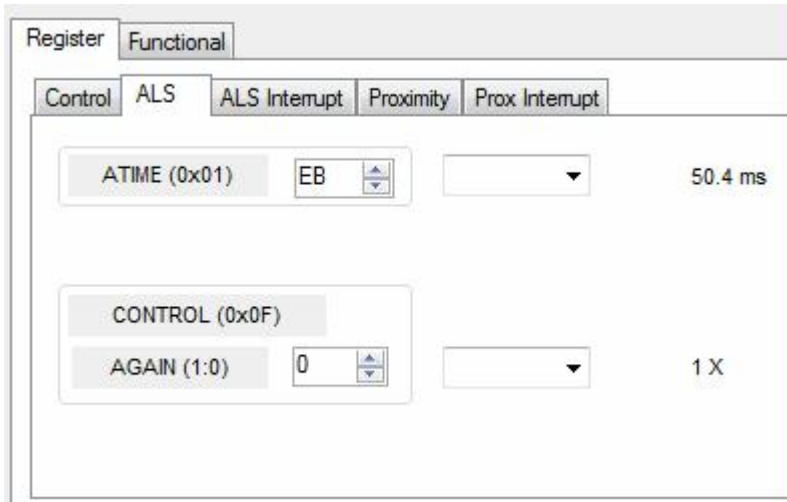 Register Functional
Control ALS ALS Interrupt Proximity Prox Interrupt
ATIME (0x01) EB 50.4 ms
CONTROL (0x0F)
AGAIN (1:0) 0 1 X